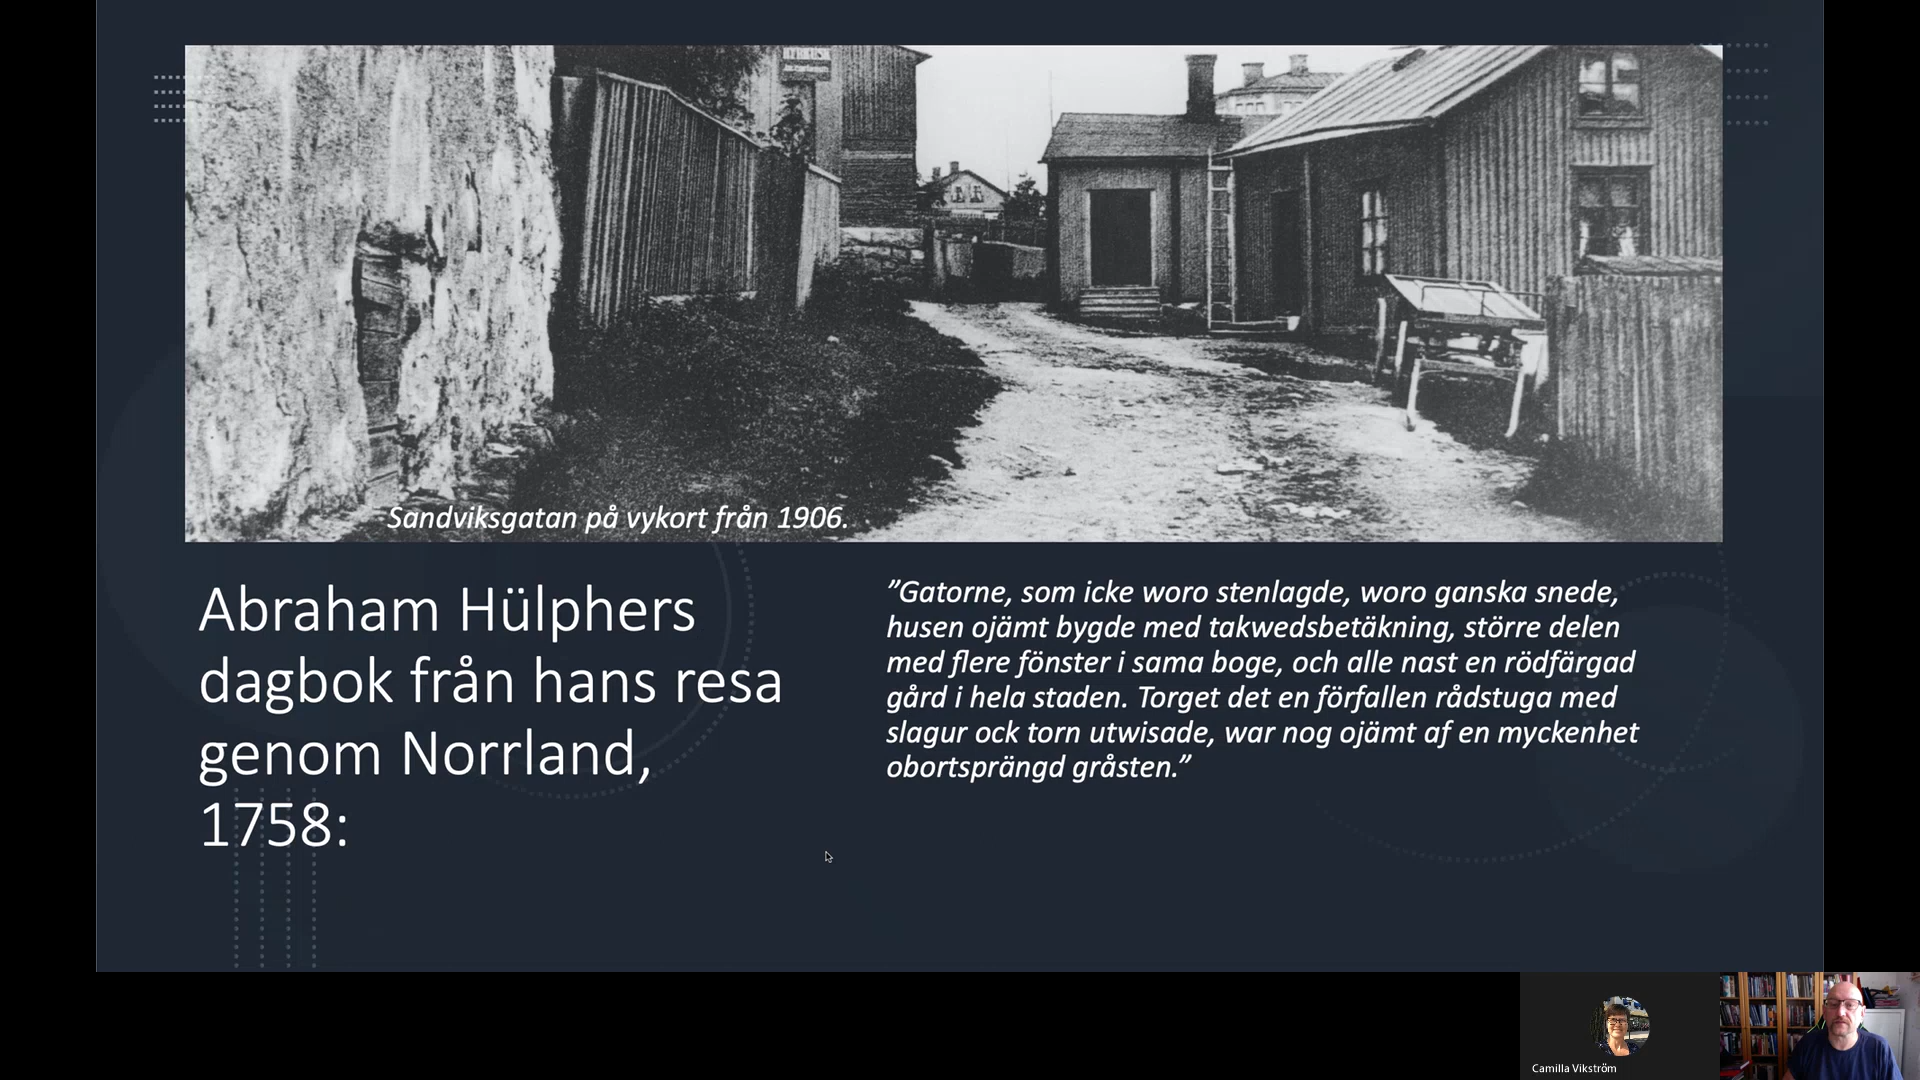 Sandviksgatan på vykort från 1906.
Abraham Hülphers
dagbok från hans resa
genom Norrland,
1758:
”Gatorne, som icke woro stenlagde, woro ganska snede,
husen ojämt bygde med takwedsbetäkning, större delen
med flere fönster i sama boge, och alle nast en rödfärgad
gård i hela staden. Torget det en förfallen rådstuga med
slagur ock torn utwisade, war nog ojämt af en myckenhet
obortsprängd gråsten.”
Camilla Vikström